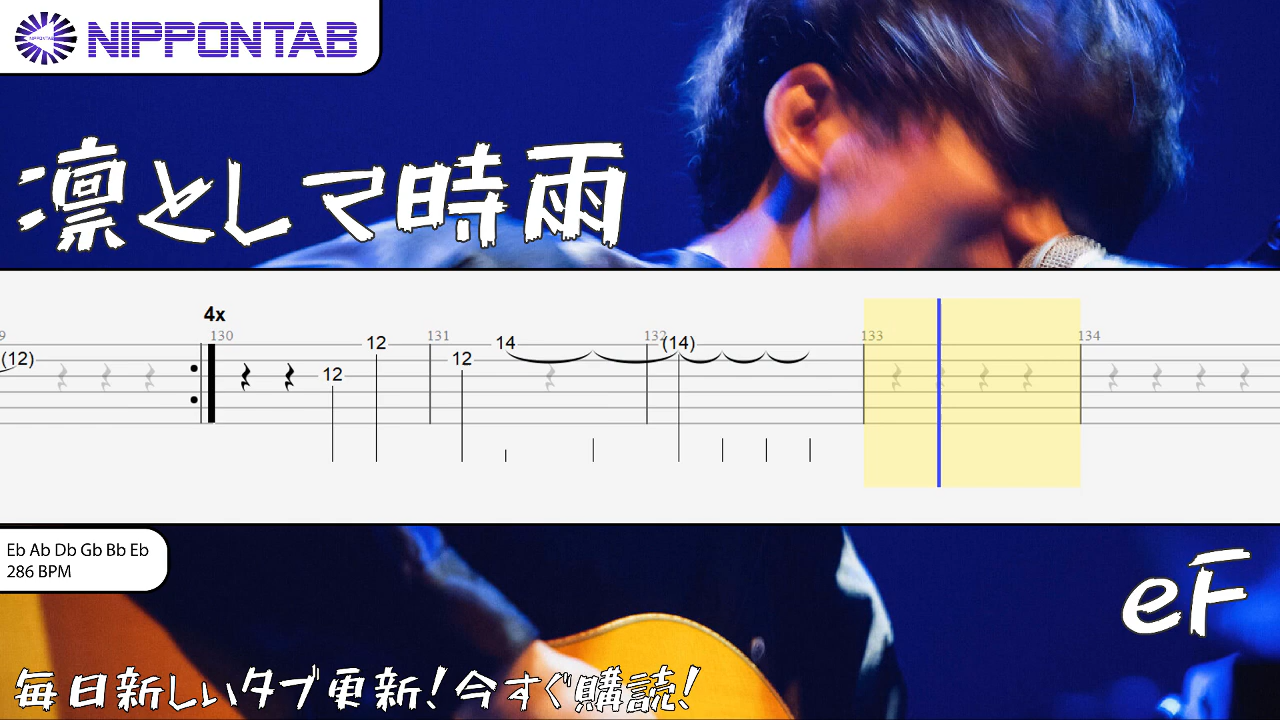 NIPPONTAB
凛として時雨
4x
9 130 131 132 133 134
(12) 12 12 12 14 (14)
Eb Ab Db Gb Bb Eb
286 BPM
eF
毎日新しいタブ更新!今すぐ購読!